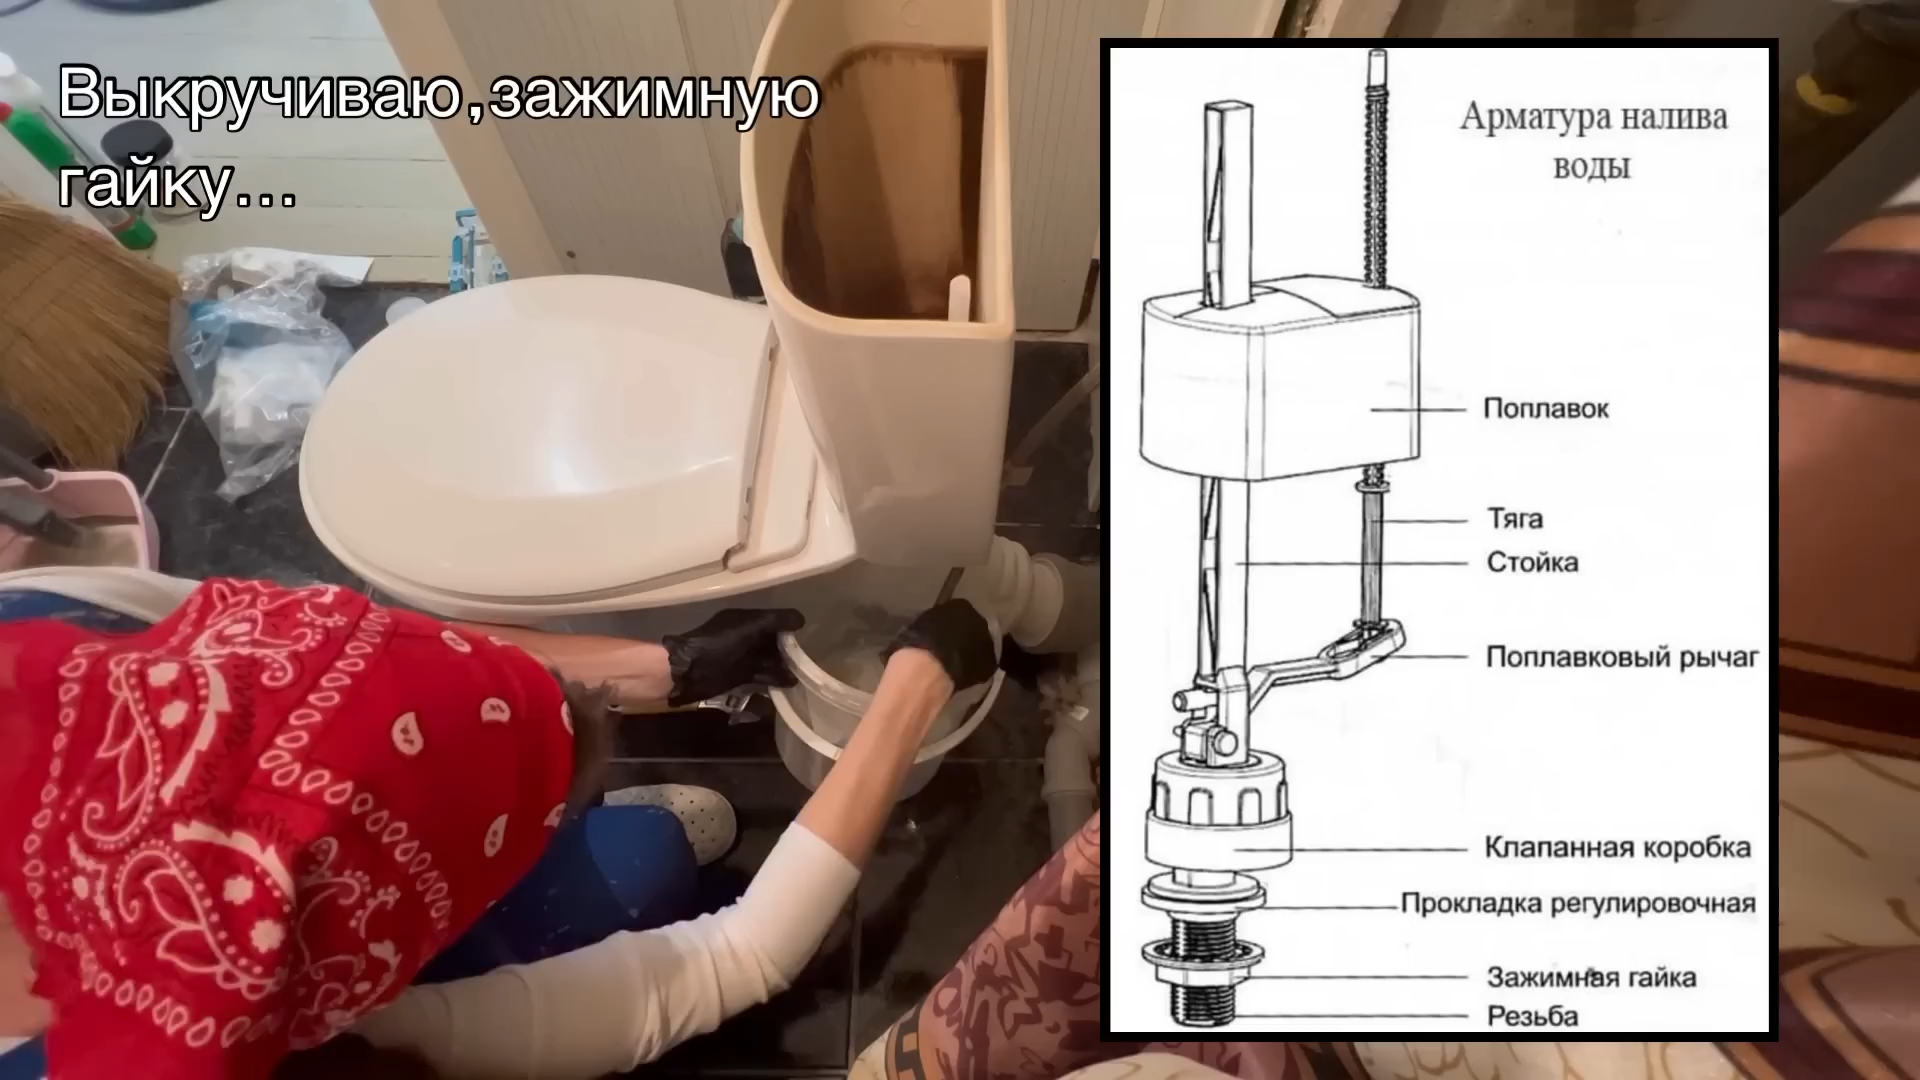 Выкручиваю,зажимную
гайку...
Арматура налива
воды
Поплавок
Тяга
Стойка
Поплавковый рычаг
Клапанная коробка
Прокладка регулировочная
Зажимная гайка
Резьба